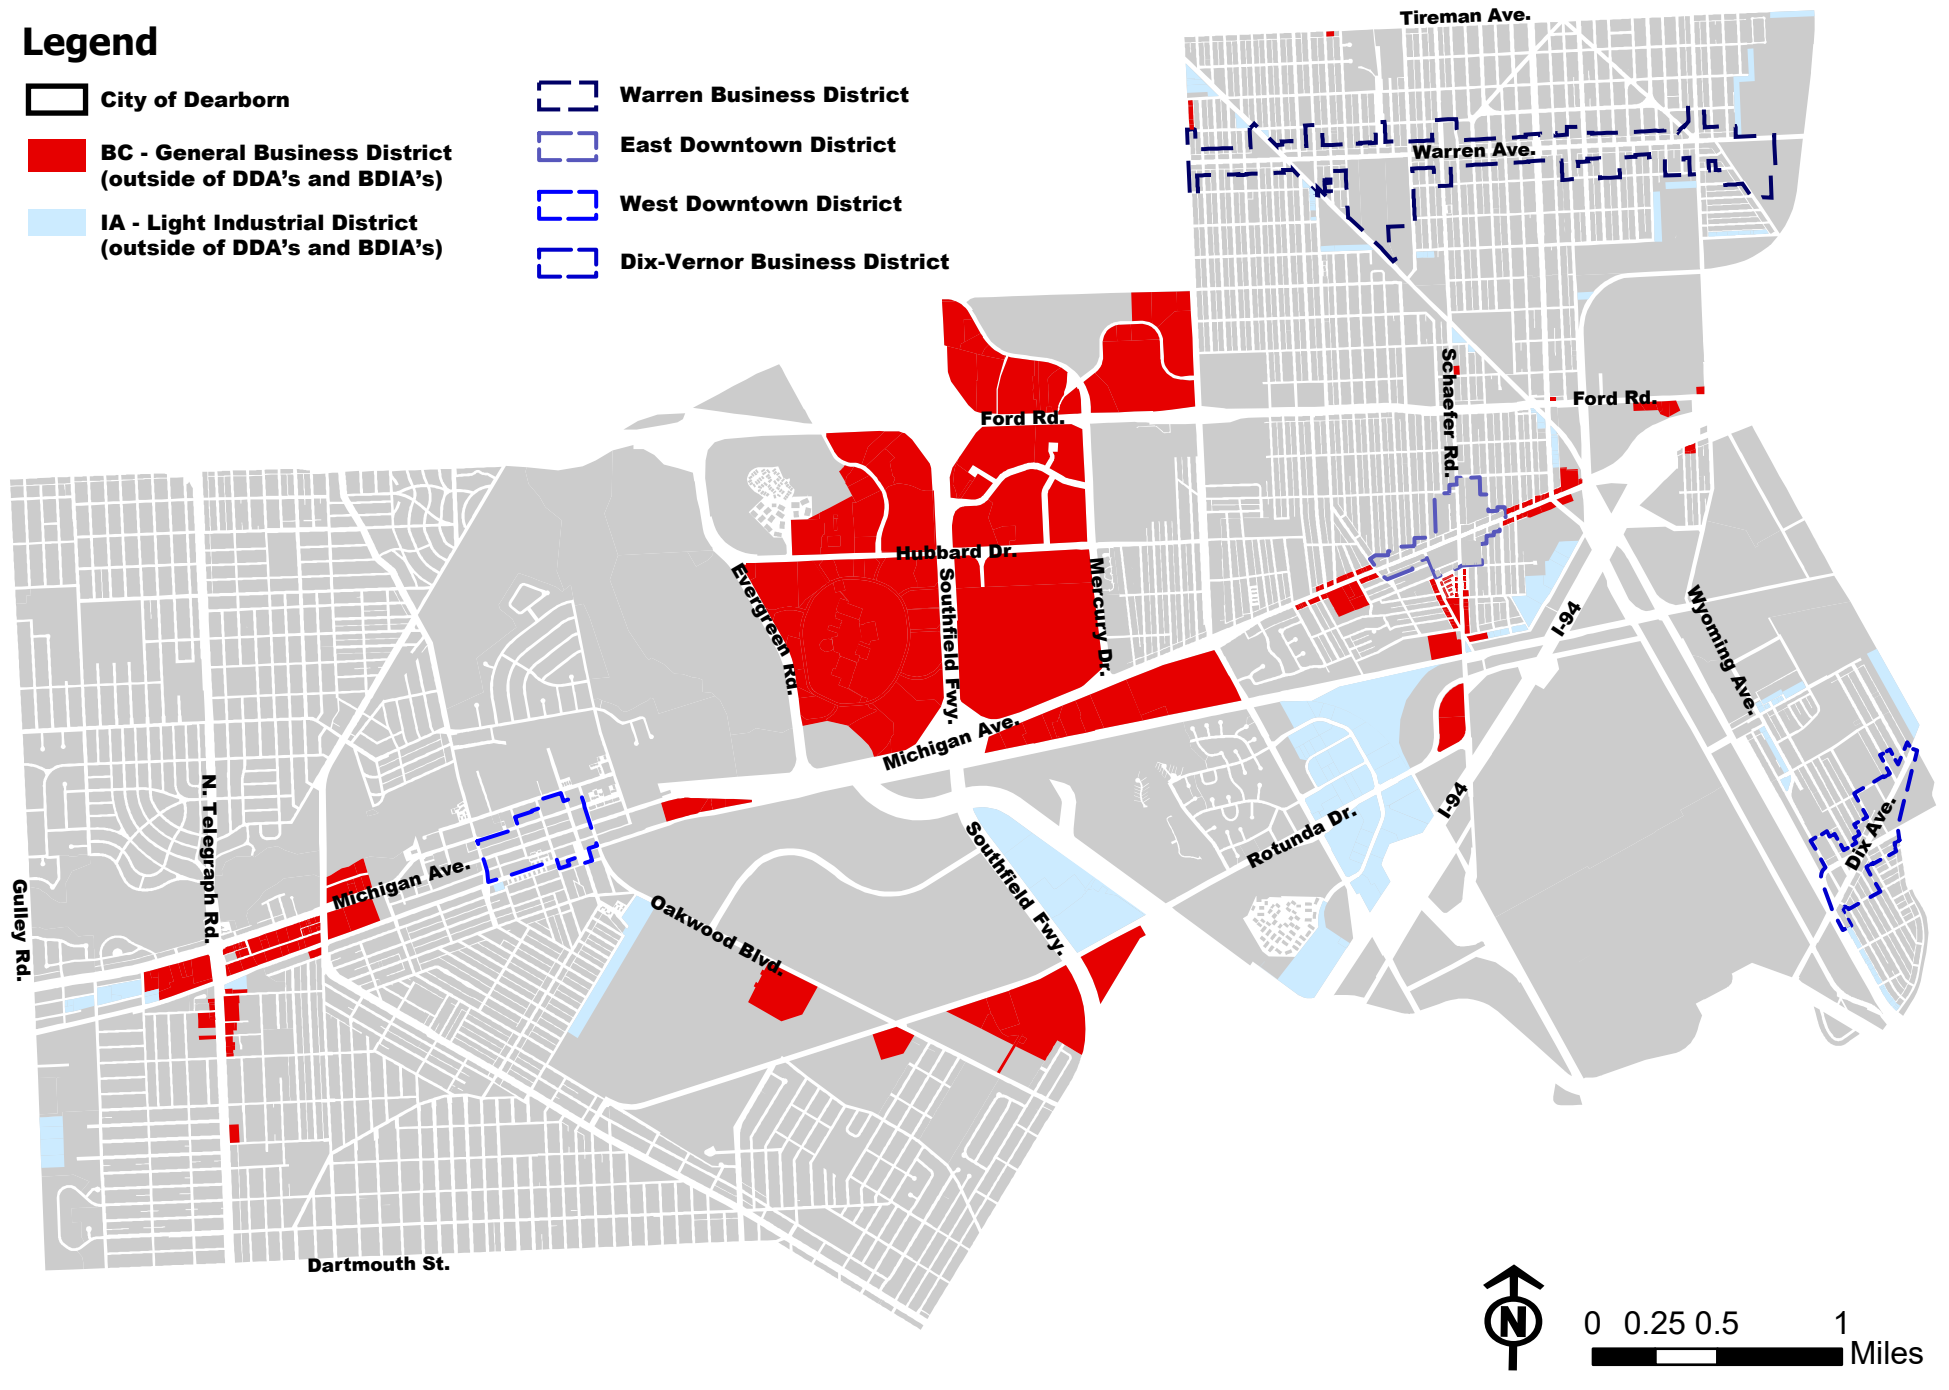 Legend
City of Dearborn
BC - General Business District
(outside of DDA's and BDIA's)
IA - Light Industrial District
(outside of DDA's and BDIA's)
Warren Business District
East Downtown District
West Downtown District
Dix-Vernor Business District
Tireman Ave.
Warren Ave.
Schaefer Rd.
Ford Rd.
Ford Rd.
Hubbard Dr.
Evergreen Rd.
Southfield Fwy.
Mercury Dr.
I-94
Wyoming Ave.
Michigan Ave.
N. Telegraph Rd.
Michigan Ave.
Gulley Rd.
Oakwood Blvd.
Southfield Fwy.
Rotunda Dr.
I-94
Dix Ave.
Dartmouth St.
N
0 0.25 0.5 1
Miles